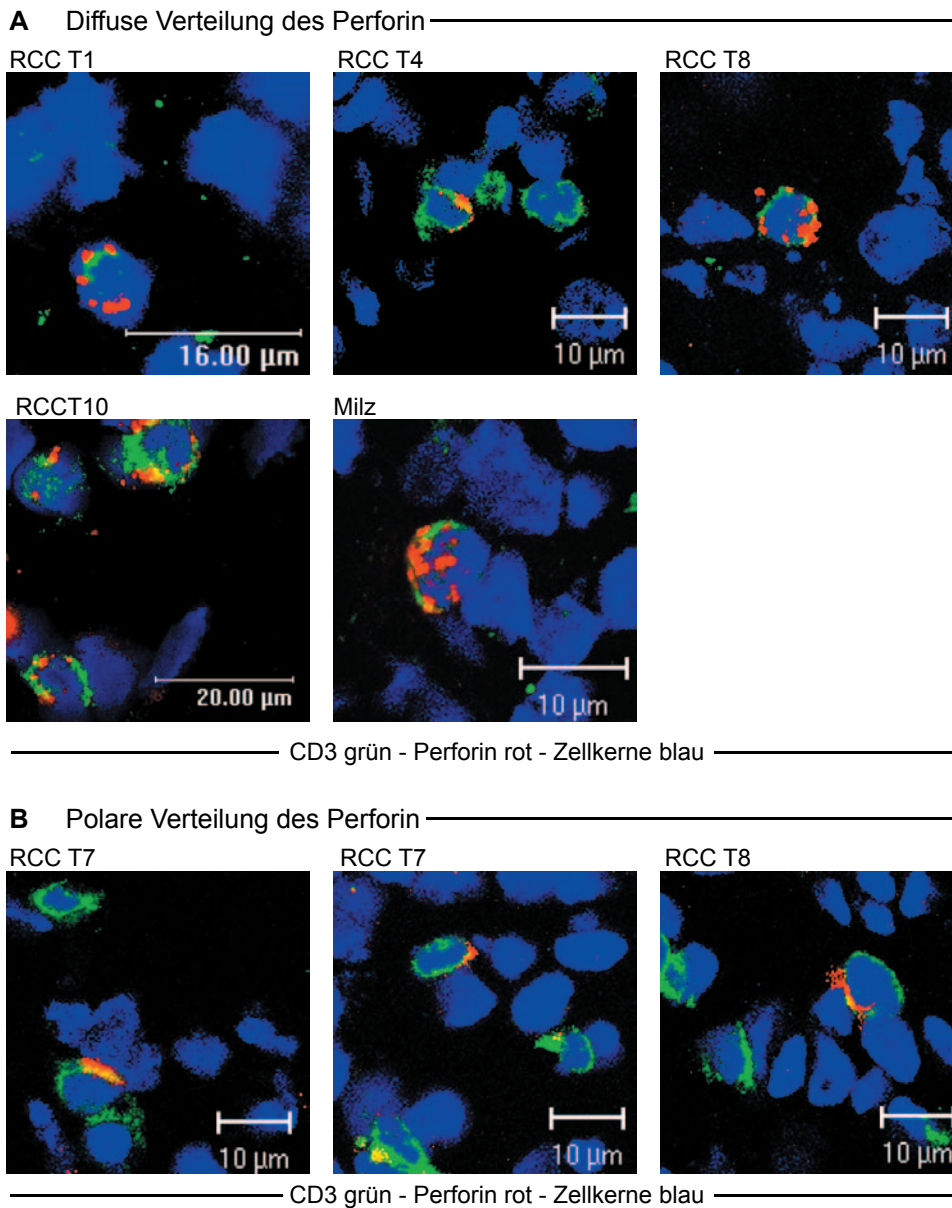 A Diffuse Verteilung des Perforin
RCC T1 RCC T4 RCC T8
16.00 µm 10 µm 10 µm
RCCT10 Milz
20.00 µm 10 µm
CD3 grün - Perforin rot - Zellkerne blau
B Polare Verteilung des Perforin
RCC T7 RCC T7 RCC T8
10 µm 10 µm 10 µm
CD3 grün - Perforin rot - Zellkerne blau